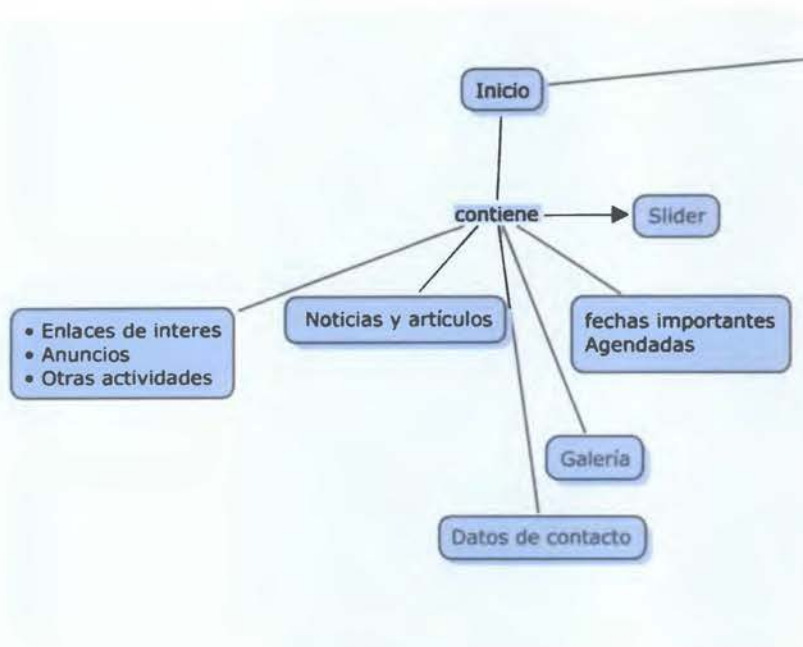 Inicio
contiene
Slider
• Enlaces de interes
• Anuncios
• Otras actividades
Noticias y artículos
fechas importantes
Agendadas
Galería
Datos de contacto